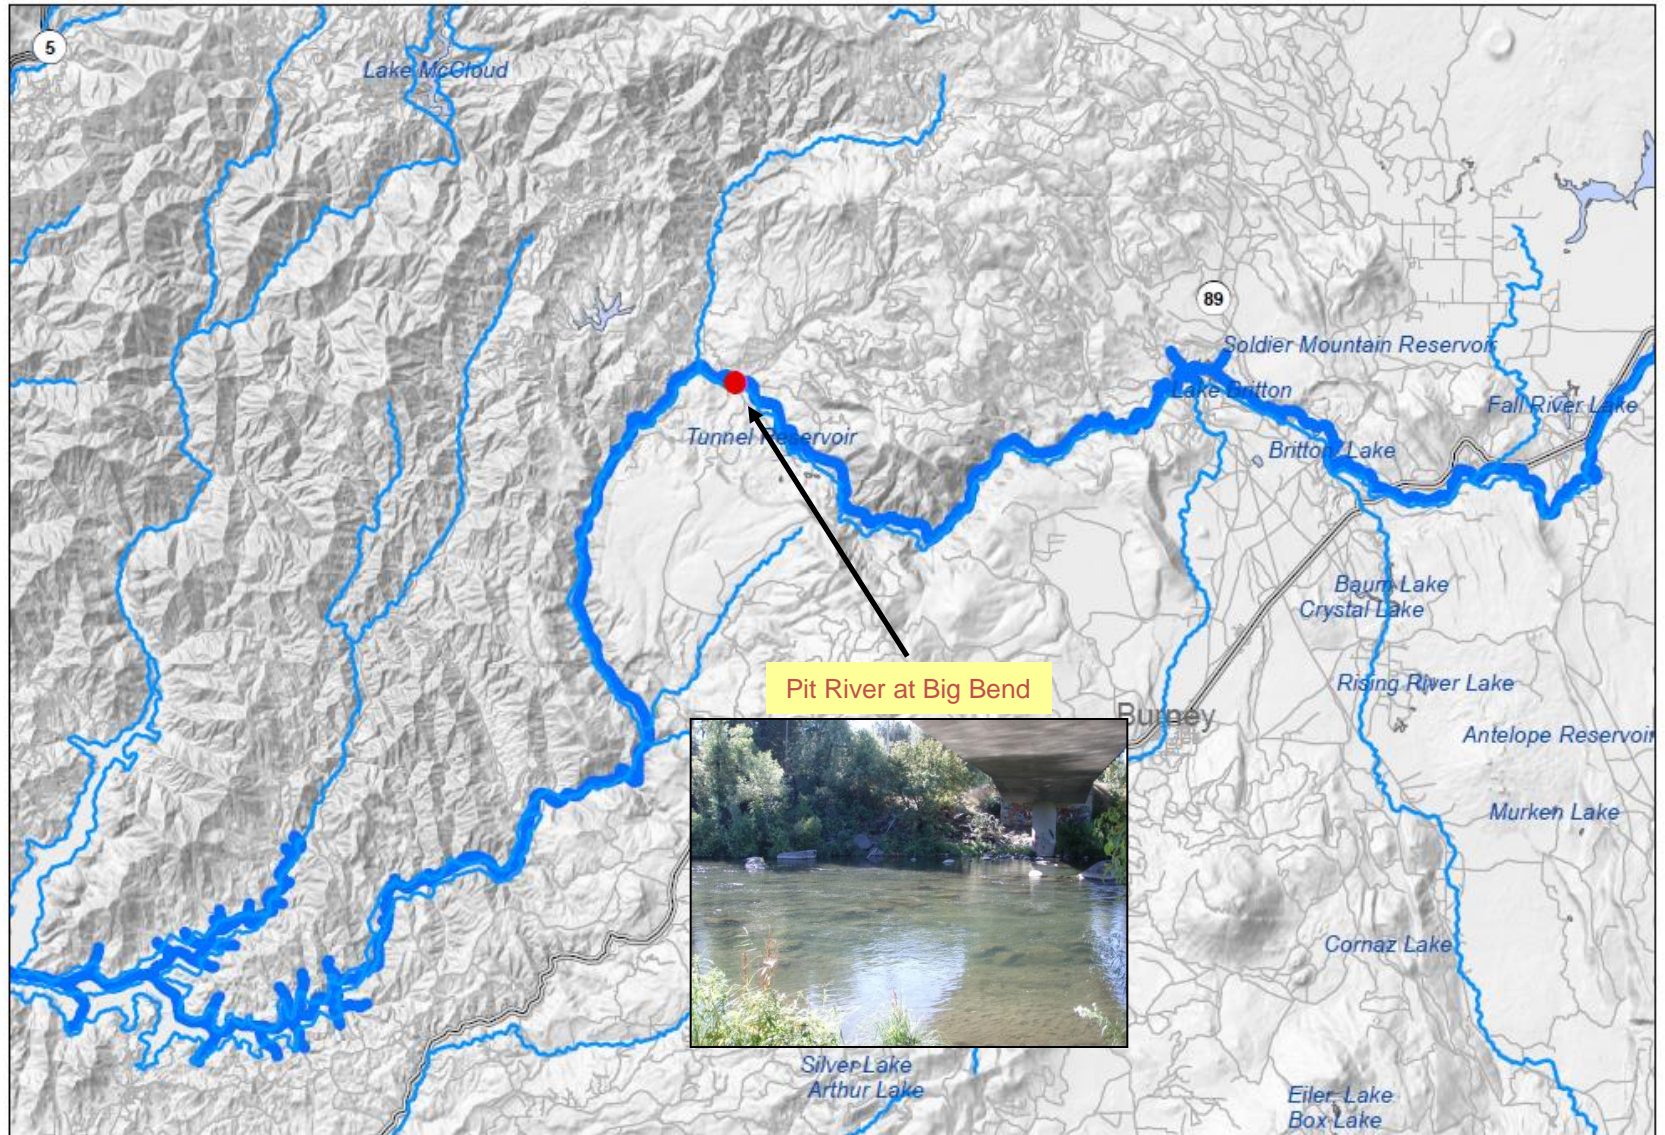 5
Lake McCloud
89
Soldier Mountain Reservoir
Lake Britton
Fall River Lake
Tunnel Reservoir
Britton Lake
Baum Lake
Crystal Lake
Pit River at Big Bend
Rising River Lake
Burney
Antelope Reservoir
Murken Lake
Cornaz Lake
Silver Lake
Arthur Lake
Eiler Lake
Box Lake